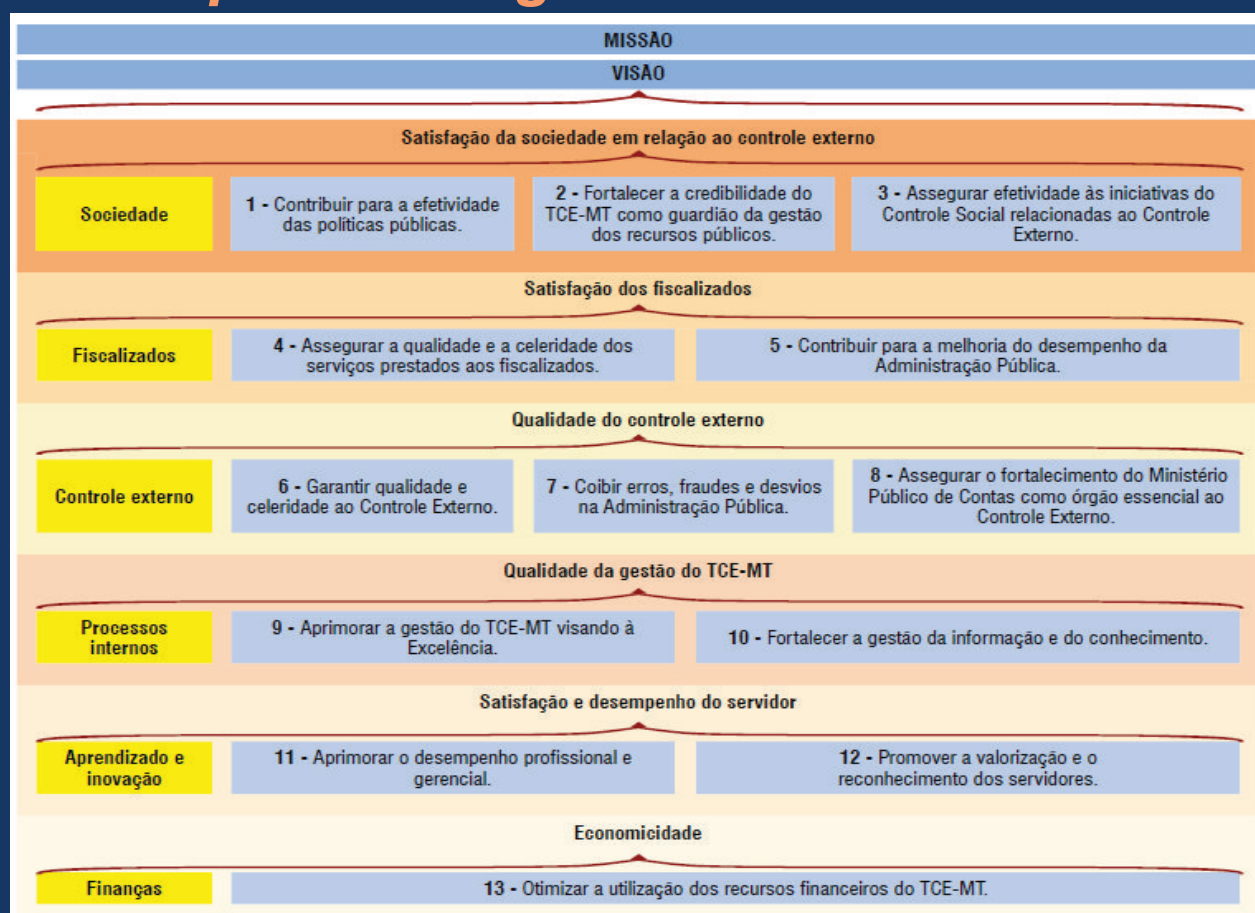 MISSÃO
VISÃO
Satisfação da sociedade em relação ao controle externo
Sociedade
1 - Contribuir para a efetividade
das políticas públicas.
2 - Fortalecer a credibilidade do
TCE-MT como guardião da gestão
dos recursos públicos.
3 - Assegurar efetividade às iniciativas do
Controle Social relacionadas ao Controle
Externo.
Satisfação dos fiscalizados
Fiscalizados
4 - Assegurar a qualidade e a celeridade dos
serviços prestados aos fiscalizados.
5 - Contribuir para a melhoria do desempenho da
Administração Pública.
Qualidade do controle externo
Controle externo
6 - Garantir qualidade e
celeridade ao Controle Externo.
7 - Coibir erros, fraudes e desvios
na Administração Pública.
8 - Assegurar o fortalecimento do Ministério
Público de Contas como órgão essencial ao
Controle Externo.
Qualidade da gestão do TCE-MT
Processos
internos
9 - Aprimorar a gestão do TCE-MT visando à
Excelência.
10 - Fortalecer a gestão da informação e do conhecimento.
Satisfação e desempenho do servidor
Aprendizado e
inovação
11 - Aprimorar o desempenho profissional e
gerencial.
12 - Promover a valorização e o
reconhecimento dos servidores.
Economicidade
Finanças
13 - Otimizar a utilização dos recursos financeiros do TCE-MT.